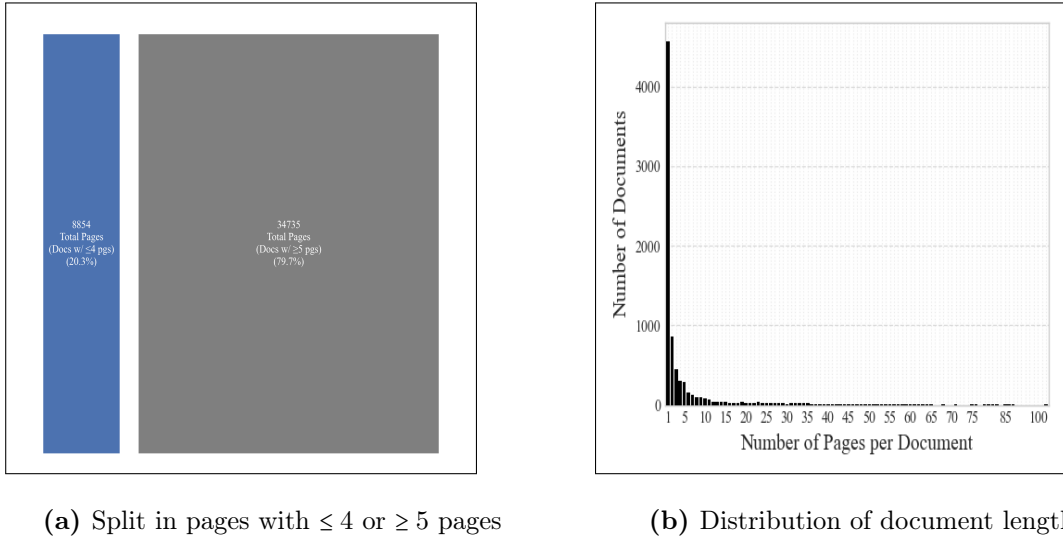 8854
Total Pages
(Docs w/ ≤4 pgs)
(20.3%)
34735
Total Pages
(Docs w/ ≥5 pgs)
(79.7%)
Number of Documents
4000
3000
2000
1000
0
1 5 10 15 20 25 30 35 40 45 50 55 60 65 70 75 85 100
Number of Pages per Document
(a) Split in pages with ≤ 4 or ≥ 5 pages
(b) Distribution of document length